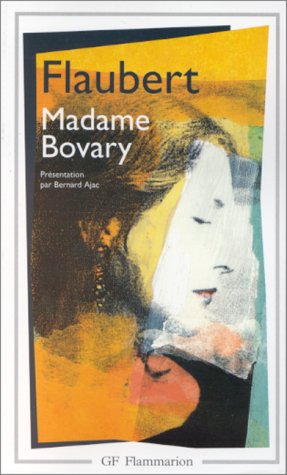 Flaubert
Madame
Bovary
Présentation
par Bernard Ajac
GF Flammarion